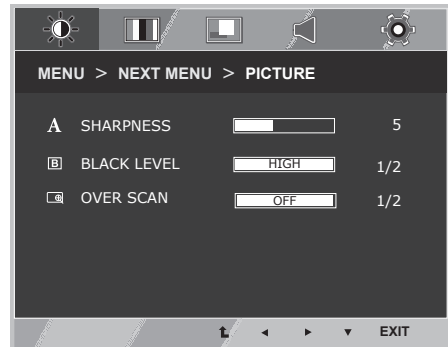 MENU > NEXT MENU > PICTURE
A SHARPNESS 5
B BLACK LEVEL HIGH 1/2
OVER SCAN OFF 1/2
EXIT